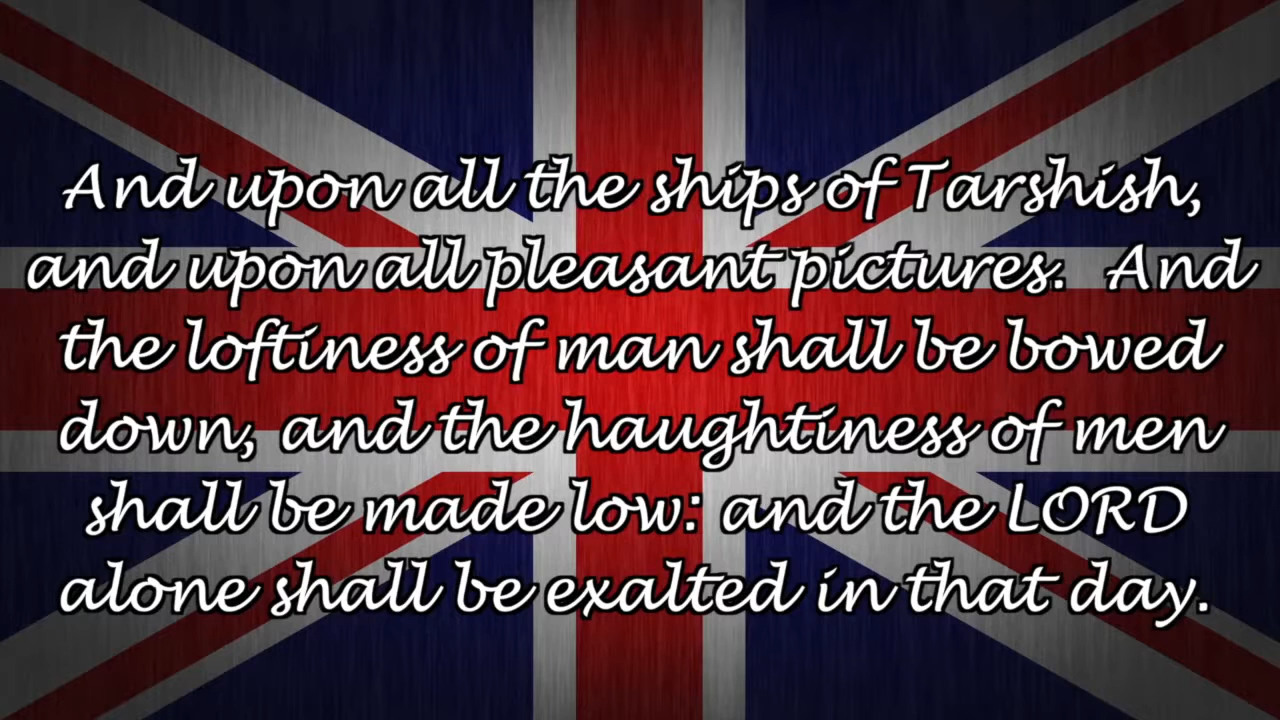 And upon all the ships of Tarshish,
and upon all pleasant pictures.  And
the loftiness of man shall be bowed
down, and the haughtiness of men
shall be made low: and the LORD
alone shall be exalted in that day.